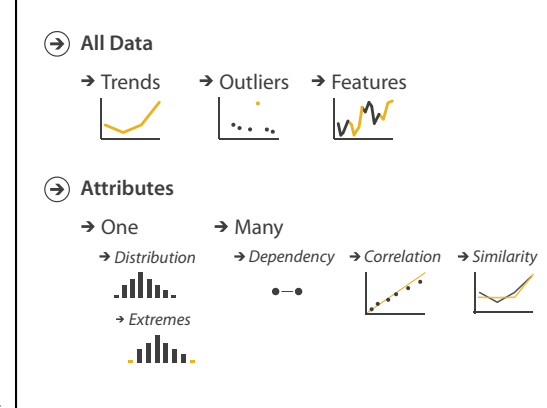 → All Data
→ Trends → Outliers → Features
→ Attributes
→ One → Many
→ Distribution → Dependency → Correlation → Similarity
→ Extremes